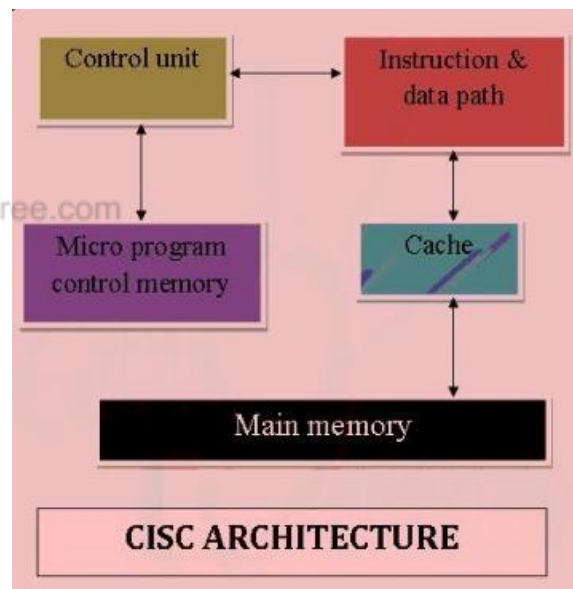 Control unit
Instruction &
data path
ree.com
Micro program
control memory
Cache
Main memory
CISC ARCHITECTURE